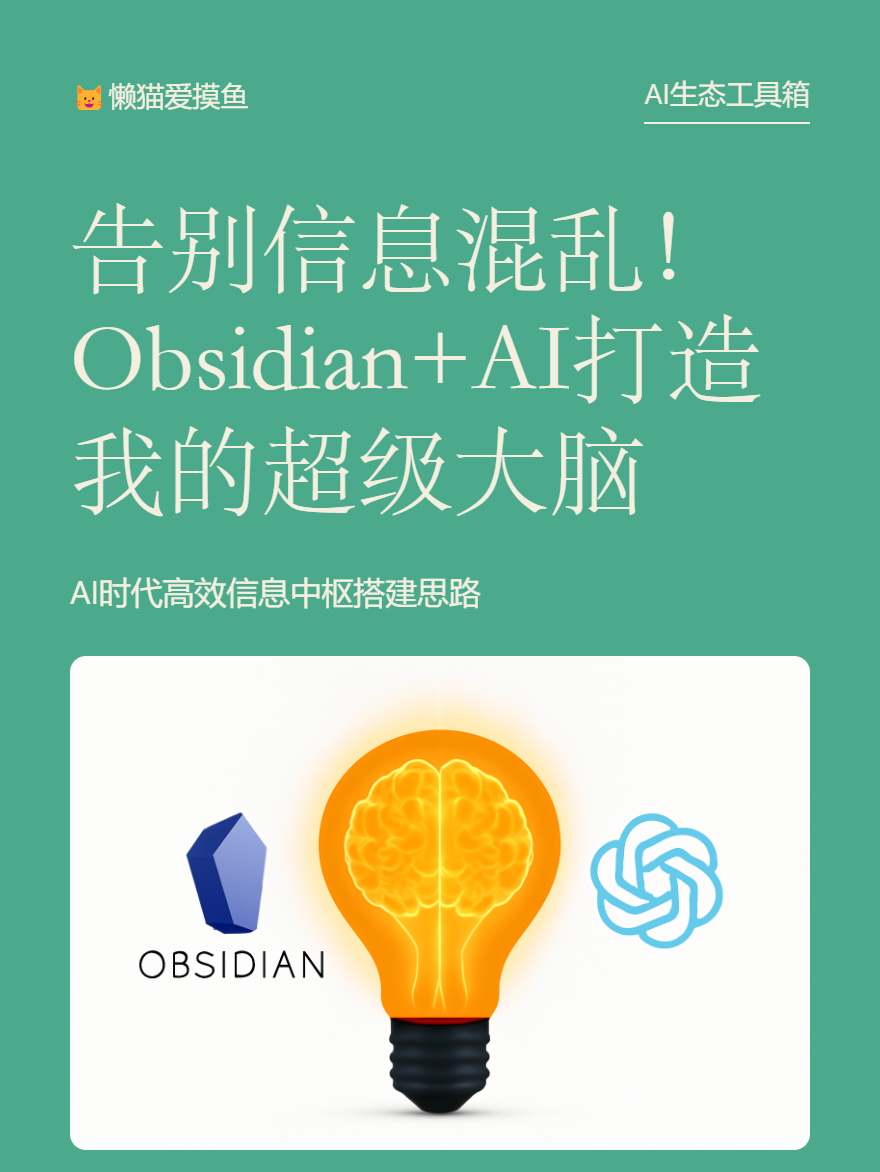 懒猫爱摸鱼
AI生态工具箱
告别信息混乱！
Obsidian+AI打造
我的超级大脑
AI时代高效信息中枢搭建思路
OBSIDIAN